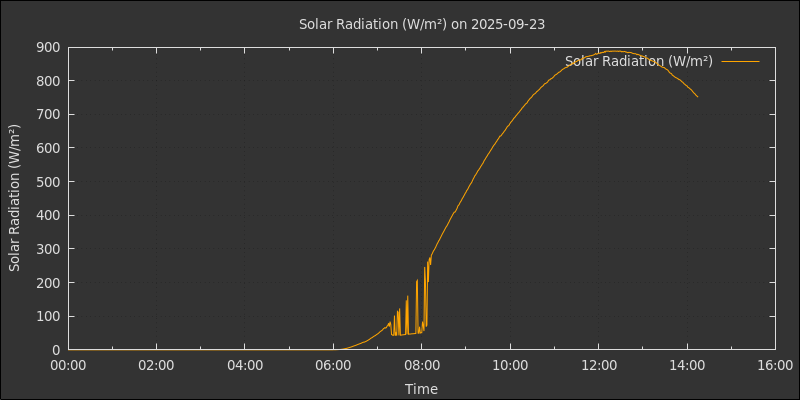 Solar Radiation (W/m²) on 2025-09-23
Solar Radiation (W/m²)
Solar Radiation (W/m²)
900
800
700
600
500
400
300
200
100
0
00:00 02:00 04:00 06:00 08:00 10:00 12:00 14:00 16:00
Time